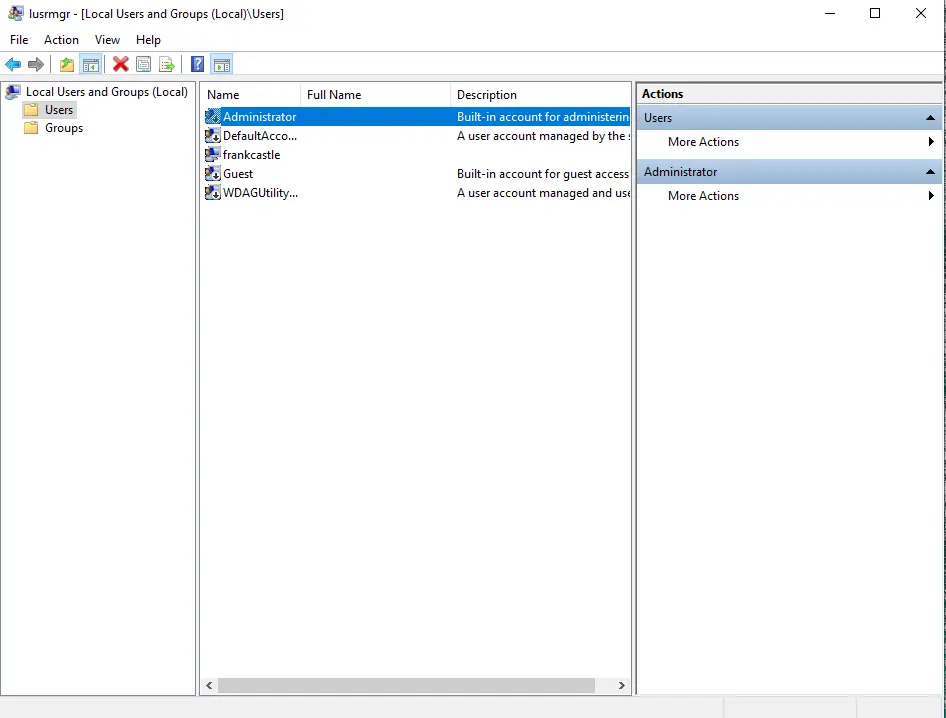 lusrmgr - [Local Users and Groups (Local)\Users]
File Action View Help
Local Users and Groups (Local)
Users
Groups
Name Full Name Description
Administrator Built-in account for administerin
DefaultAcco... A user account managed by the s
frankcastle
Guest Built-in account for guest access
WDAGUtility... A user account managed and use
Actions
Users
More Actions
Administrator
More Actions